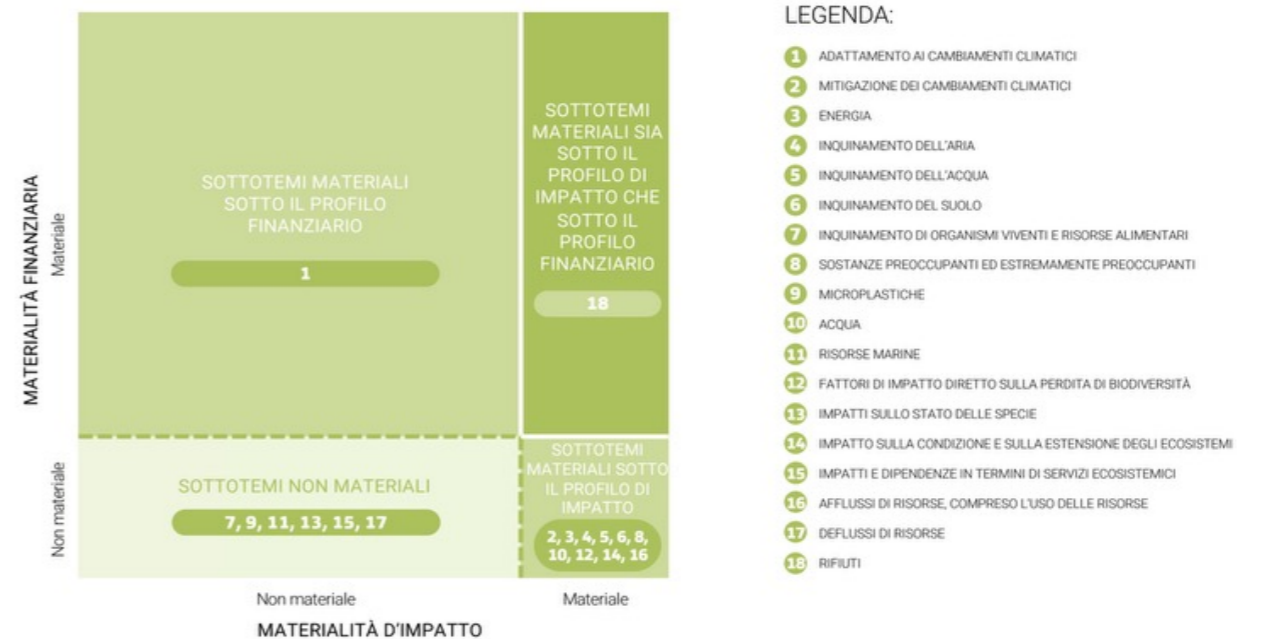 MATERIALITÀ FINANZIARIA
Materiale
Non materiale
SOTTOTEMI MATERIALI
SOTTO IL PROFILO
FINANZIARIO
1
SOTTOTEMI
MATERIALI SIA
SOTTO IL
PROFILO DI
IMPATTO CHE
SOTTO IL
PROFILO
FINANZIARIO
18
SOTTOTEMI NON MATERIALI
7, 9, 11, 13, 15, 17
SOTTOTEMI
MATERIALI SOTTO
IL PROFILO DI
IMPATTO
2, 3, 4, 5, 6, 8,
10, 12, 14, 16
Non materiale
Materiale
MATERIALITÀ D'IMPATTO
LEGENDA:
1 ADATTAMENTO AI CAMBIAMENTI CLIMATICI
2 MITIGAZIONE DEI CAMBIAMENTI CLIMATICI
3 ENERGIA
4 INQUINAMENTO DELL'ARIA
5 INQUINAMENTO DELL'ACQUA
6 INQUINAMENTO DEL SUOLO
7 INQUINAMENTO DI ORGANISMI VIVENTI E RISORSE ALIMENTARI
8 SOSTANZE PREOCCUPANTI ED ESTREMAMENTE PREOCCUPANTI
9 MICROPLASTICHE
10 ACQUA
11 RISORSE MARINE
12 FATTORI DI IMPATTO DIRETTO SULLA PERDITA DI BIODIVERSITÀ
13 IMPATTI SULLO STATO DELLE SPECIE
14 IMPATTO SULLA CONDIZIONE E SULLA ESTENSIONE DEGLI ECOSISTEMI
15 IMPATTI E DIPENDENZE IN TERMINI DI SERVIZI ECOSISTEMICI
16 AFFLUSSI DI RISORSE, COMPRESO L'USO DELLE RISORSE
17 DEFLUSSI DI RISORSE
18 RIFIUTI